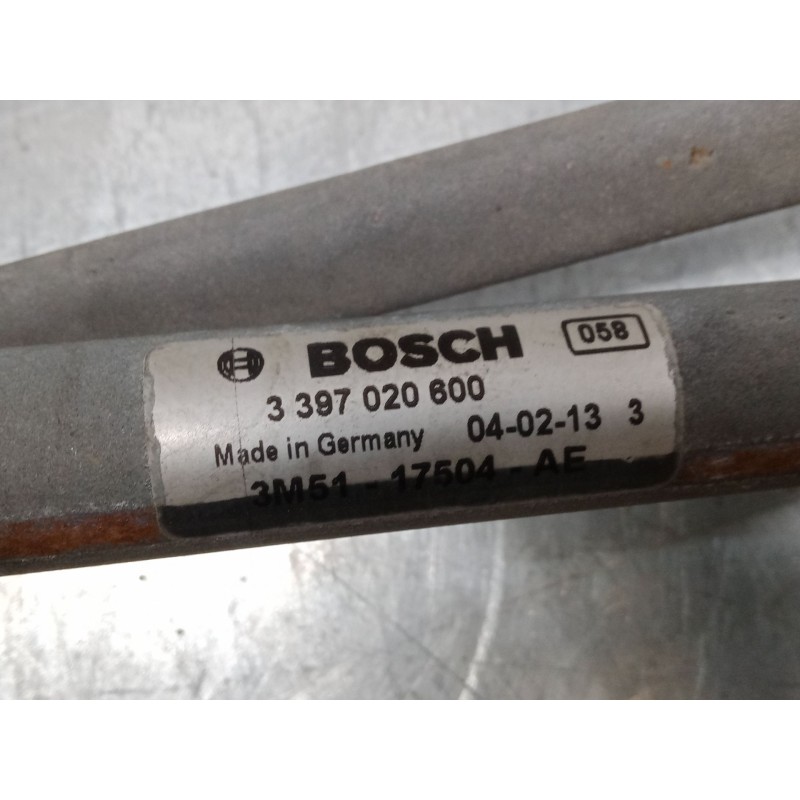 BOSCH 058
3 397 020 600
Made in Germany 04-02-13 3
3M51 - 17504 - AE